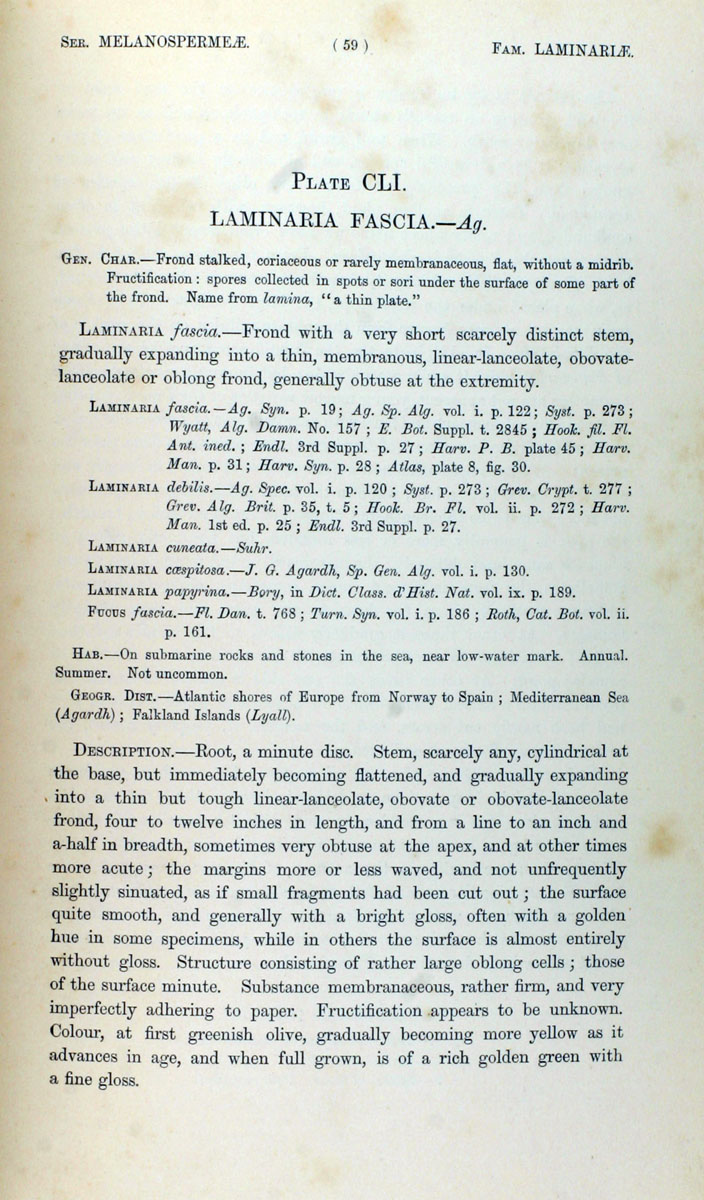 Ser. MELANOSPERMEÆ.
( 59 )
Fam. LAMINARIÆ.
Plate CLI.
LAMINARIA FASCIA.—Ag.
Gen. Char.—Frond stalked, coriaceous or rarely membranaceous, flat, without a midrib.
Fructification: spores collected in spots or sori under the surface of some part of
the frond. Name from lamina, "a thin plate."
Laminaria fascia.—Frond with a very short scarcely distinct stem,
gradually expanding into a thin, membranous, linear-lanceolate, obovate-
lanceolate or oblong frond, generally obtuse at the extremity.
Laminaria fascia.—Ag. Syn. p. 19; Ag. Sp. Alg. vol. i. p. 122; Syst. p. 273;
Wyatt, Alg. Damn. No. 157; E. Bot. Suppl. t. 2845; Hook. fil. Fl.
Ant. ined.; Endl. 3rd Suppl. p. 27; Harv. P. B. plate 45; Harv.
Man. p. 31; Harv. Syn. p. 28; Atlas, plate 8, fig. 30.
Laminaria debilis.—Ag. Spec. vol. i. p. 120; Syst. p. 273; Grev. Crypt. t. 277;
Grev. Alg. Brit. p. 35, t. 5; Hook. Br. Fl. vol. ii. p. 272; Harv.
Man. 1st ed. p. 25; Endl. 3rd Suppl. p. 27.
Laminaria cuneata.—Suhr.
Laminaria cæspitosa.—J. G. Agardh, Sp. Gen. Alg. vol. i. p. 130.
Laminaria papyrina.—Bory, in Dict. Class. d'Hist. Nat. vol. ix. p. 189.
Fucus fascia.—Fl. Dan. t. 768; Turn. Syn. vol. i. p. 186; Roth, Cat. Bot. vol. ii.
p. 161.
Hab.—On submarine rocks and stones in the sea, near low-water mark. Annual.
Summer. Not uncommon.
Geogr. Dist.—Atlantic shores of Europe from Norway to Spain; Mediterranean Sea
(Agardh); Falkland Islands (Lyall).
Description.—Root, a minute disc. Stem, scarcely any, cylindrical at
the base, but immediately becoming flattened, and gradually expanding
into a thin but tough linear-lanceolate, obovate or obovate-lanceolate
frond, four to twelve inches in length, and from a line to an inch and
a-half in breadth, sometimes very obtuse at the apex, and at other times
more acute; the margins more or less waved, and not unfrequently
slightly sinuated, as if small fragments had been cut out; the surface
quite smooth, and generally with a bright gloss, often with a golden
hue in some specimens, while in others the surface is almost entirely
without gloss. Structure consisting of rather large oblong cells; those
of the surface minute. Substance membranaceous, rather firm, and very
imperfectly adhering to paper. Fructification appears to be unknown.
Colour, at first greenish olive, gradually becoming more yellow as it
advances in age, and when full grown, is of a rich golden green with
a fine gloss.